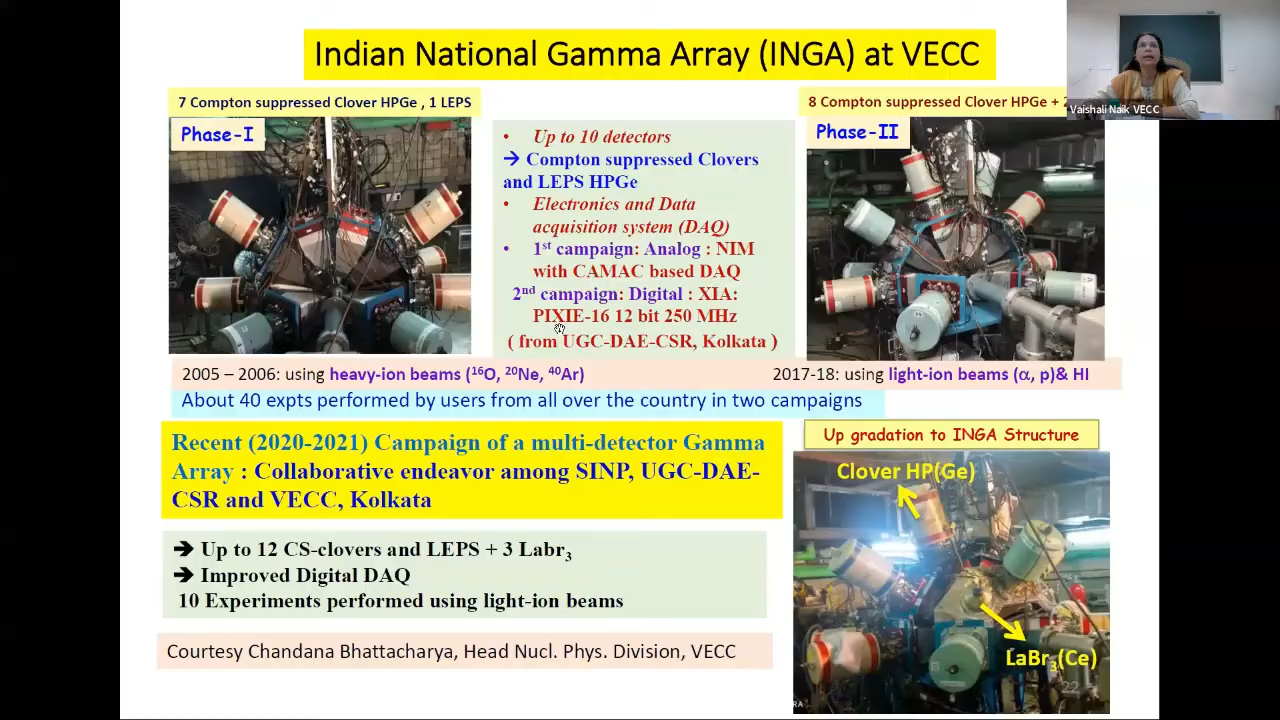 Indian National Gamma Array (INGA) at VECC
7 Compton suppressed Clover HPGe , 1 LEPS
Phase-I
• Up to 10 detectors
→ Compton suppressed Clovers
and LEPS HPGe
• Electronics and Data
acquisition system (DAQ)
• 1st campaign: Analog : NIM
with CAMAC based DAQ
2nd campaign: Digital : XIA:
PIXIE-16 12 bit 250 MHz
( from UGC-DAE-CSR, Kolkata )
8 Compton suppressed Clover HPGe +
Phase-II
Vaishali Naik VECC
2005 – 2006: using heavy-ion beams (16O, 20Ne, 40Ar)
2017-18: using light-ion beams (α, p)& HI
About 40 expts performed by users from all over the country in two campaigns
Recent (2020-2021) Campaign of a multi-detector Gamma
Array : Collaborative endeavor among SINP, UGC-DAE-
CSR and VECC, Kolkata
➔ Up to 12 CS-clovers and LEPS + 3 Labr3
➔ Improved Digital DAQ
10 Experiments performed using light-ion beams
Courtesy Chandana Bhattacharya, Head Nucl. Phys. Division, VECC
Up gradation to INGA Structure
Clover HP(Ge)
LaBr3(Ce)
22